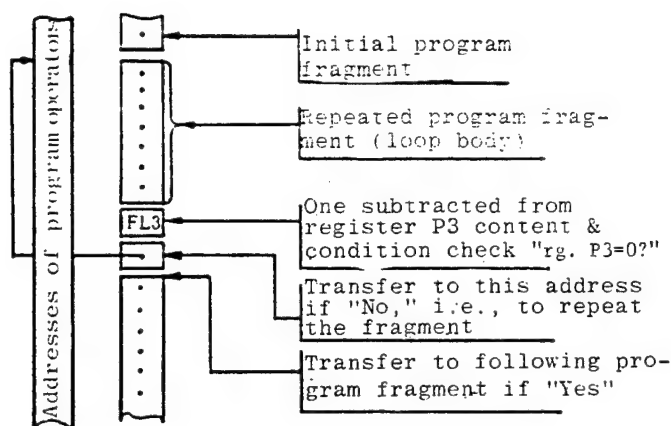 Addresses of program operators
Initial program
fragment
Repeated program frag-
ment (loop body)
FL3
One subtracted from
register P3 content &
condition check "rg. P3=0?"
Transfer to this address
if "No," i.e., to repeat
the fragment
Transfer to following pro-
gram fragment if "Yes"